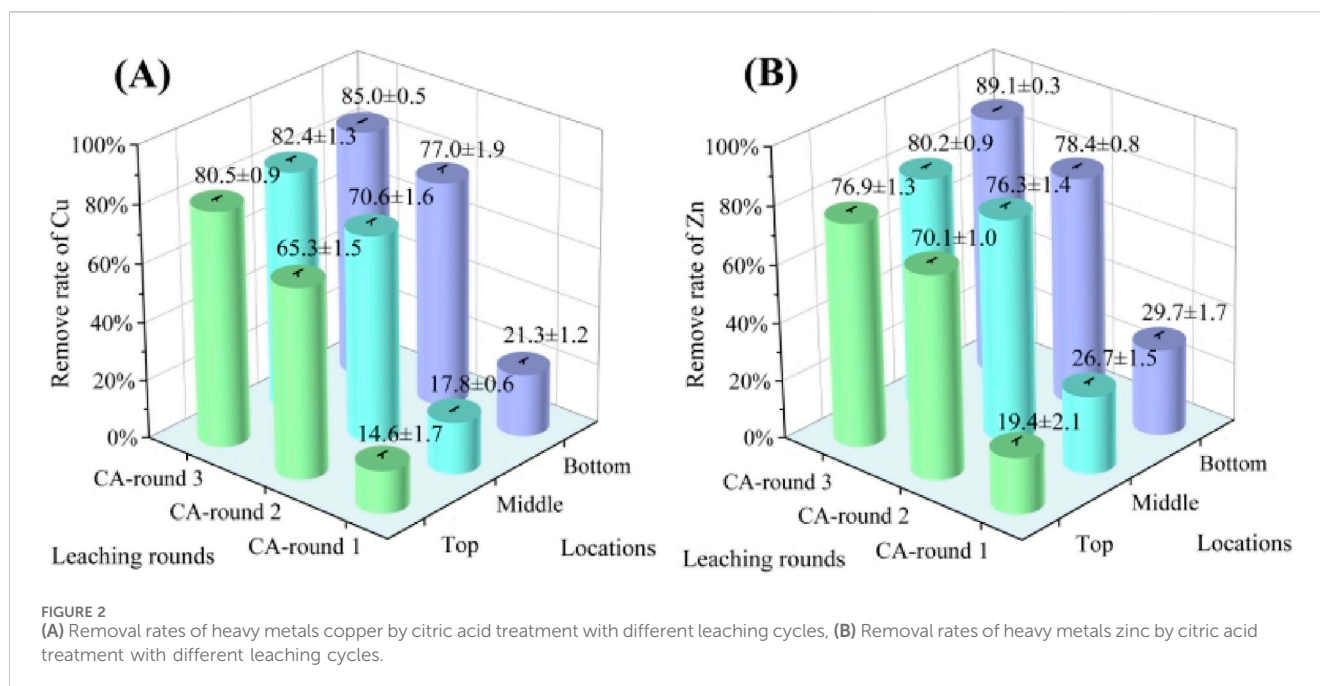 (A)
Remove rate of Cu
100%
80%
60%
40%
20%
0%
85.0±0.5
82.4±1.3
80.5±0.9
77.0±1.9
70.6±1.6
65.3±1.5
21.3±1.2
17.8±0.6
14.6±1.7
CA-round 3
CA-round 2
CA-round 1
Leaching rounds
Top
Middle
Bottom
Locations
(B)
Remove rate of Zn
100%
80%
60%
40%
20%
0%
89.1±0.3
80.2±0.9
76.9±1.3
78.4±0.8
76.3±1.4
70.1±1.0
29.7±1.7
26.7±1.5
19.4±2.1
CA-round 3
CA-round 2
CA-round 1
Leaching rounds
Top
Middle
Bottom
Locations
FIGURE 2
(A) Removal rates of heavy metals copper by citric acid treatment with different leaching cycles, (B) Removal rates of heavy metals zinc by citric acid
treatment with different leaching cycles.